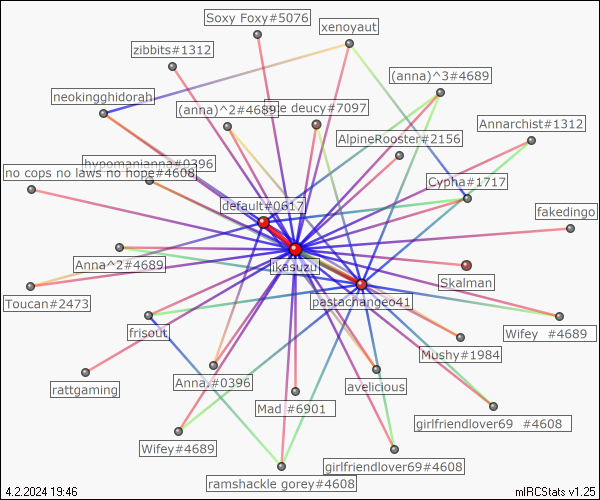 Soxy Foxy#5076
xenoyaut
zibbits#1312
(anna)^3#4689
neokingghidorah
(anna)^2#4689
le deucy#7097
Annarchist#1312
AlpineRooster#2156
hypomanianna#0396
no cops no laws no hope#4608
Cypha#1717
default#0617
fakedingo
Anna^2#4689
ikasuzu
Skalman
Toucan#2473
pastachangeo41
frisout
Wifey #4689
Mushy#1984
rattgaming
Anna.#0396
avelicious
Mad #6901
girlfriendlover69 #4608
Wifey#4689
girlfriendlover69#4608
ramshackle gorey#4608
4.2.2024 19:46
mIRCStats v1.25